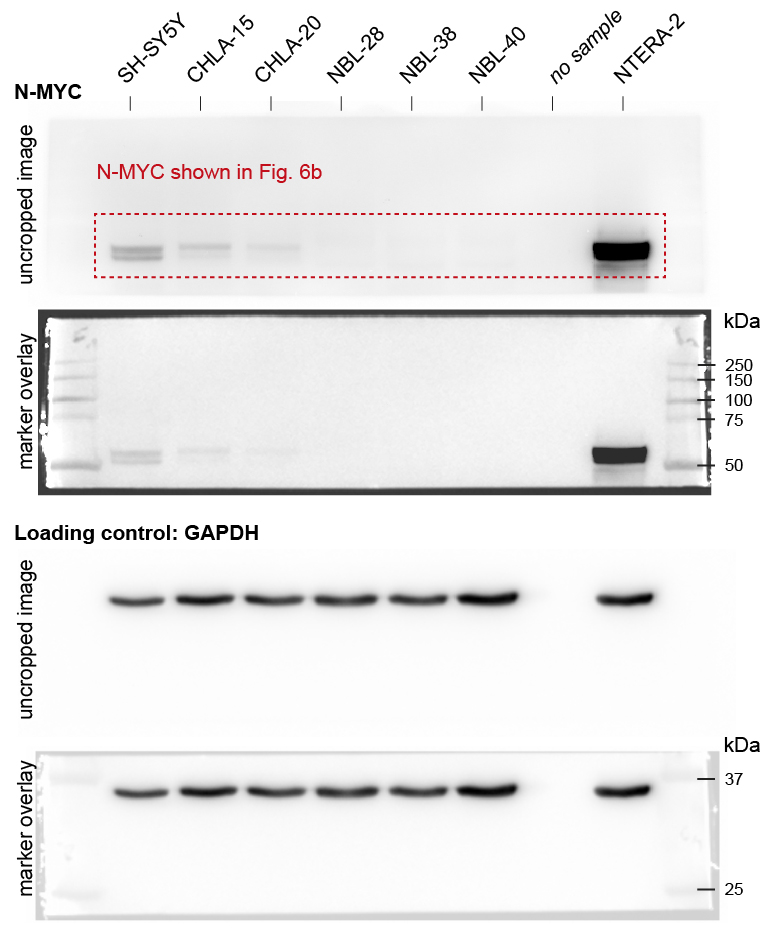 SH-SY5Y
CHLA-15
CHLA-20
NBL-28
NBL-38
NBL-40
no sample
NTERA-2
N-MYC
uncropped image
N-MYC shown in Fig. 6b
marker overlay
kDa
250
150
100
75
50
Loading control: GAPDH
uncropped image
marker overlay
kDa
37
25